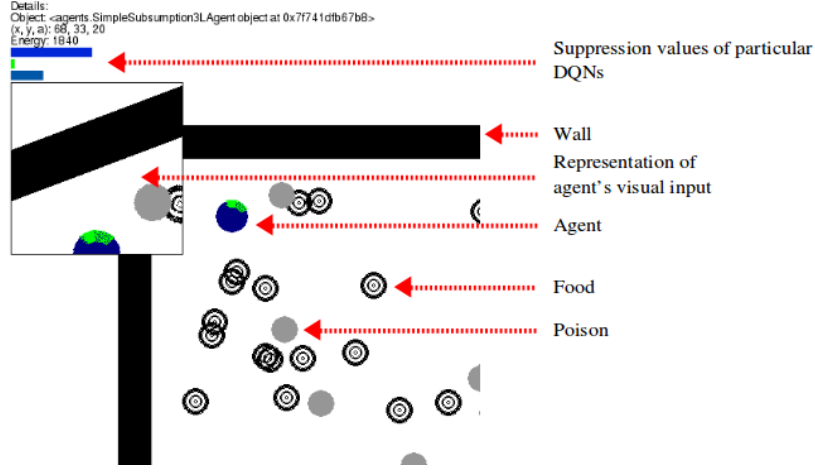 Details:
Object: <agents.SimpleSubsumption3LAgent object at 0x7f741dfb67b8>
(x, y, a): 68, 33, 20
Energy: 1840
Suppression values of particular
DQNs
Wall
Representation of
agent's visual input
Agent
Food
Poison